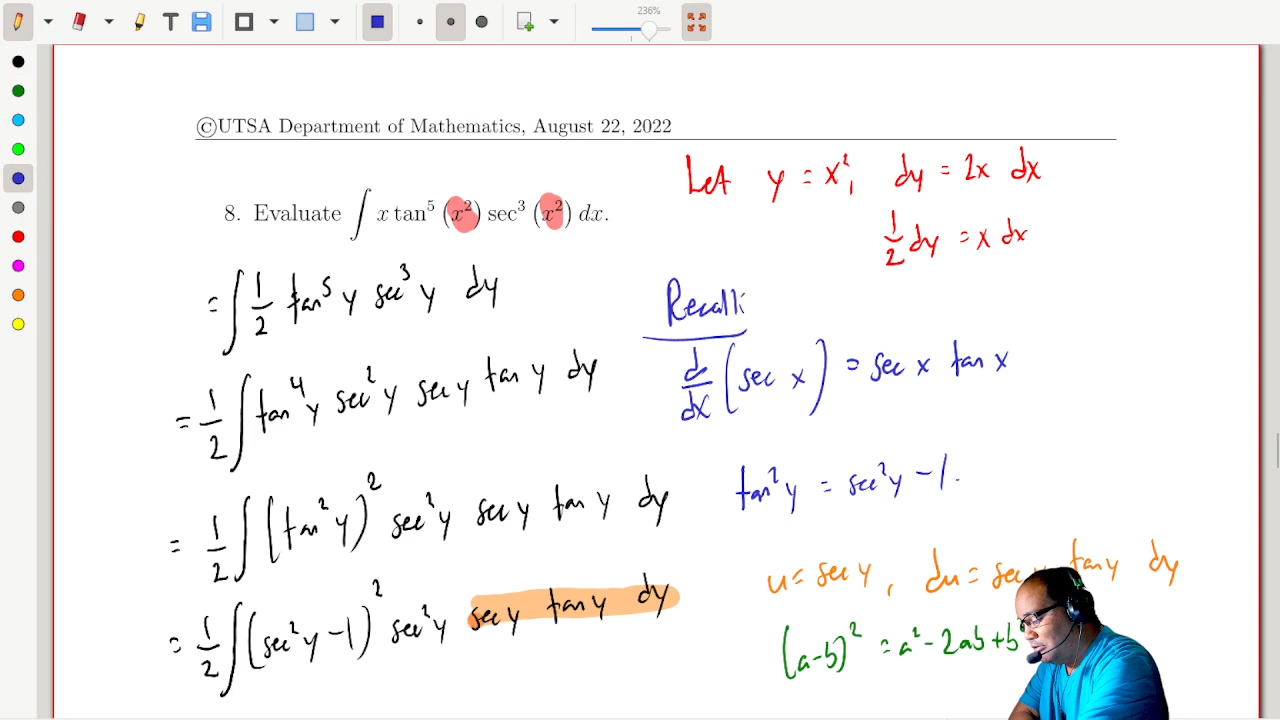 236%
©UTSA Department of Mathematics, August 22, 2022
Let y = x², dy = 2x dx
½ dy = x dx
8. Evaluate ∫ x tan⁵ (x²) sec³ (x²) dx.
= ∫ ½ tan⁵ y sec³ y dy
Recall:
d/dx (sec x) = sec x tan x
= ½ ∫ tan⁴ y sec² y sec y tan y dy
tan² y = sec² y − 1.
= ½ ∫ (tan² y)² sec² y sec y tan y dy
u = sec y, du = sec y tan y dy
= ½ ∫ (sec² y − 1)² sec² y sec y tan y dy
(a−b)² = a² − 2ab + b